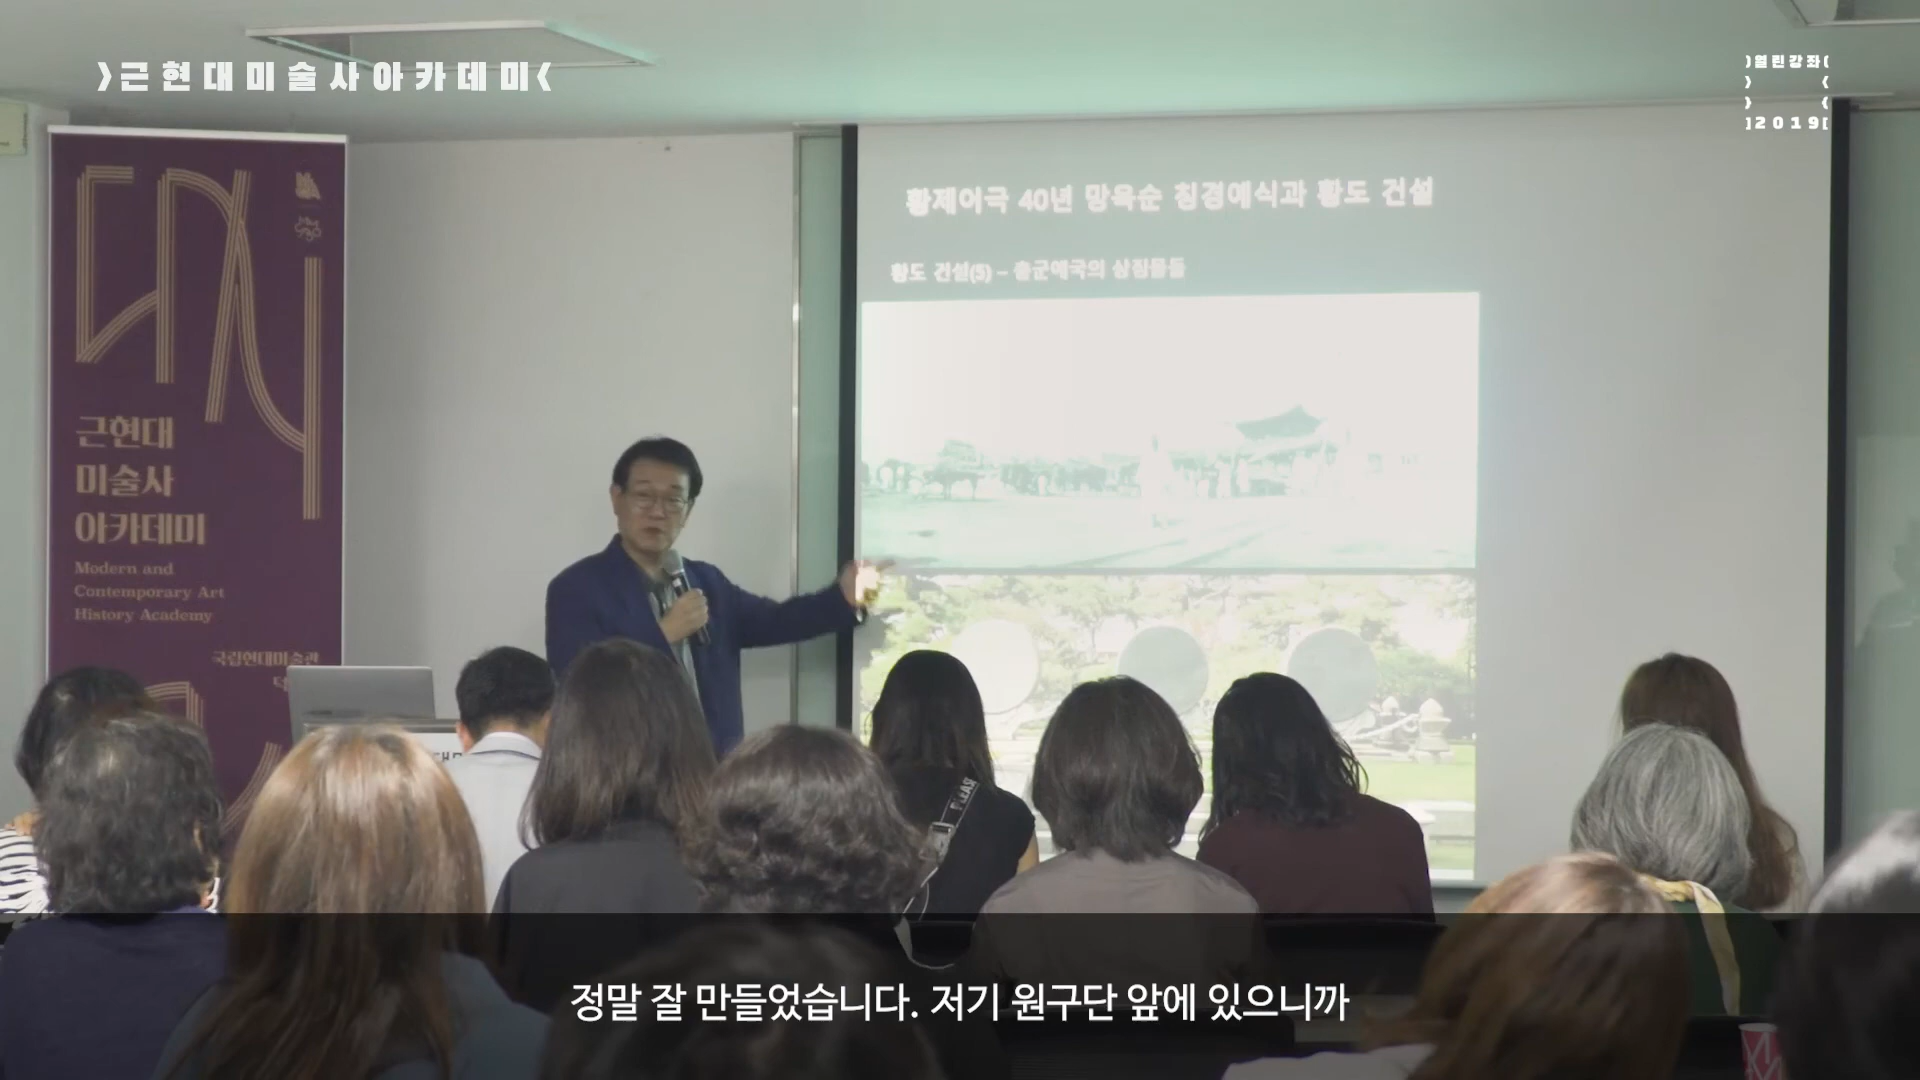 ⟩근현대미술사아카데미⟨
⟩열린강좌⟨
]2019[
근현대
미술사
아카데미
Modern and
Contemporary Art
History Academy
국립현대미술관
황제어극 40년 망육순 칭경예식과 황도 건설
황도 건설(5) – 충군애국의 상징물들
정말 잘 만들었습니다. 저기 원구단 앞에 있으니까